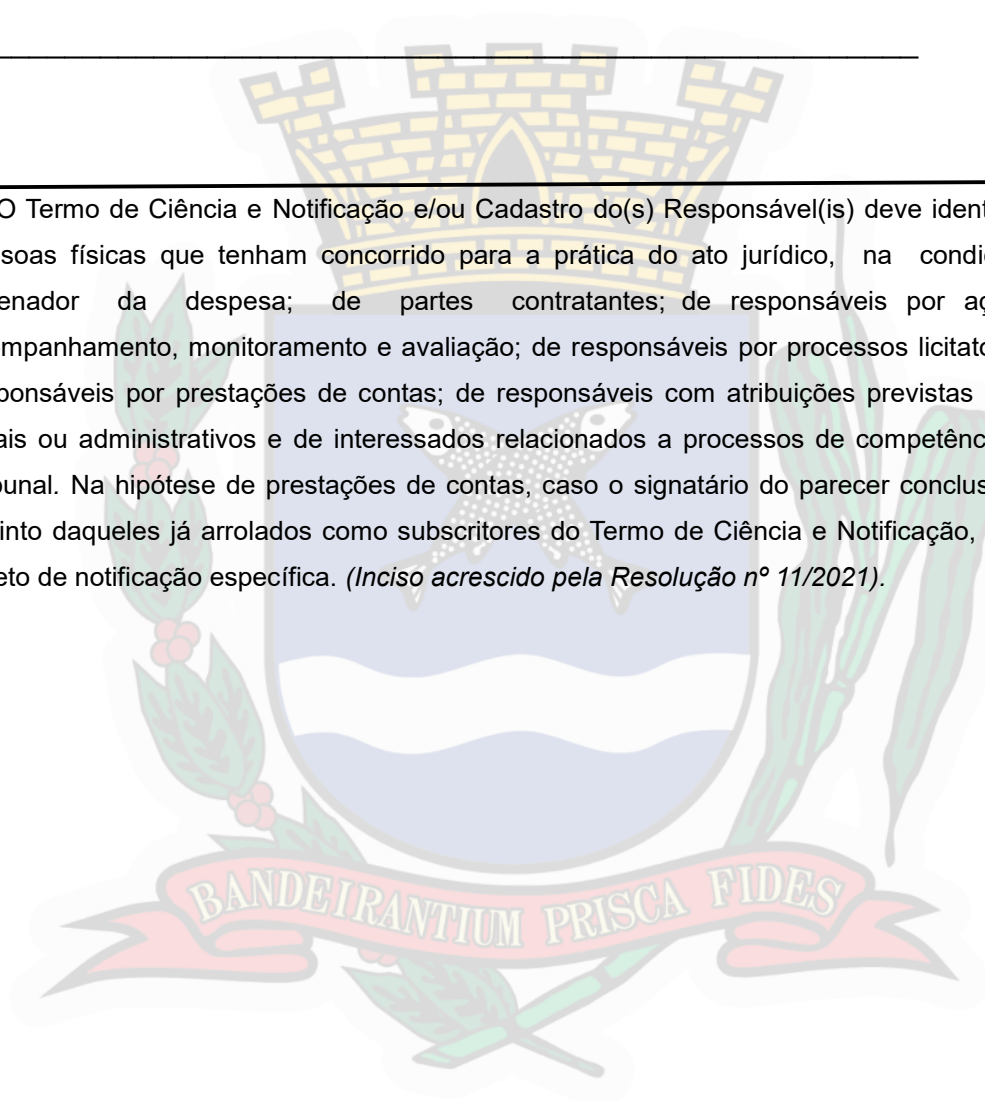 O Termo de Ciência e Notificação e/ou Cadastro do(s) Responsável(is) deve ident
soas físicas que tenham concorrido para a prática do ato jurídico, na condi
enador da despesa; de partes contratantes; de responsáveis por aç
mpanhamento, monitoramento e avaliação; de responsáveis por processos licitató
ponsáveis por prestações de contas; de responsáveis com atribuições previstas
ais ou administrativos e de interessados relacionados a processos de competênc
bunal. Na hipótese de prestações de contas, caso o signatário do parecer conclus
into daqueles já arrolados como subscritores do Termo de Ciência e Notificação,
eto de notificação específica. (Inciso acrescido pela Resolução nº 11/2021).
BANDEIRANTIUM PRISCA FIDES